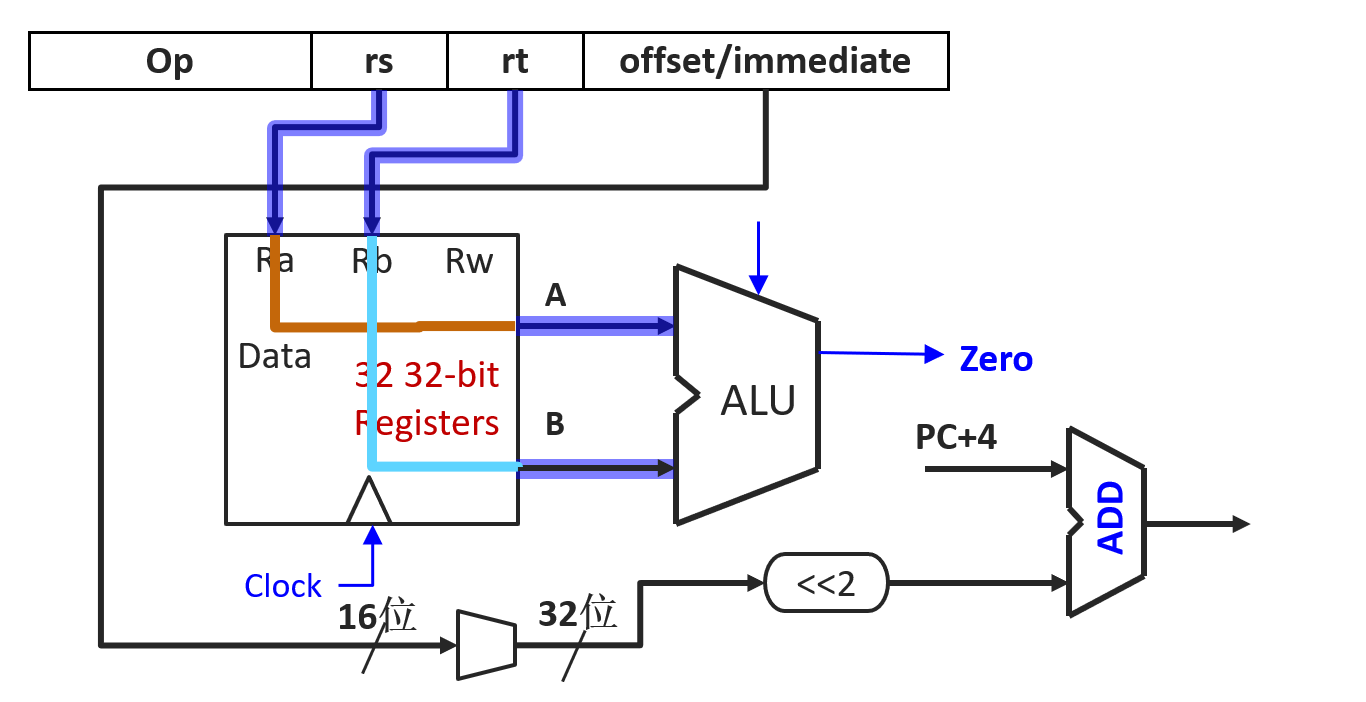 Op rs rt offset/immediate
Ra Rb Rw
A
Data
32 32-bit
Registers
B
ALU
Zero
PC+4
ADD
Clock
<<2
16位
32位